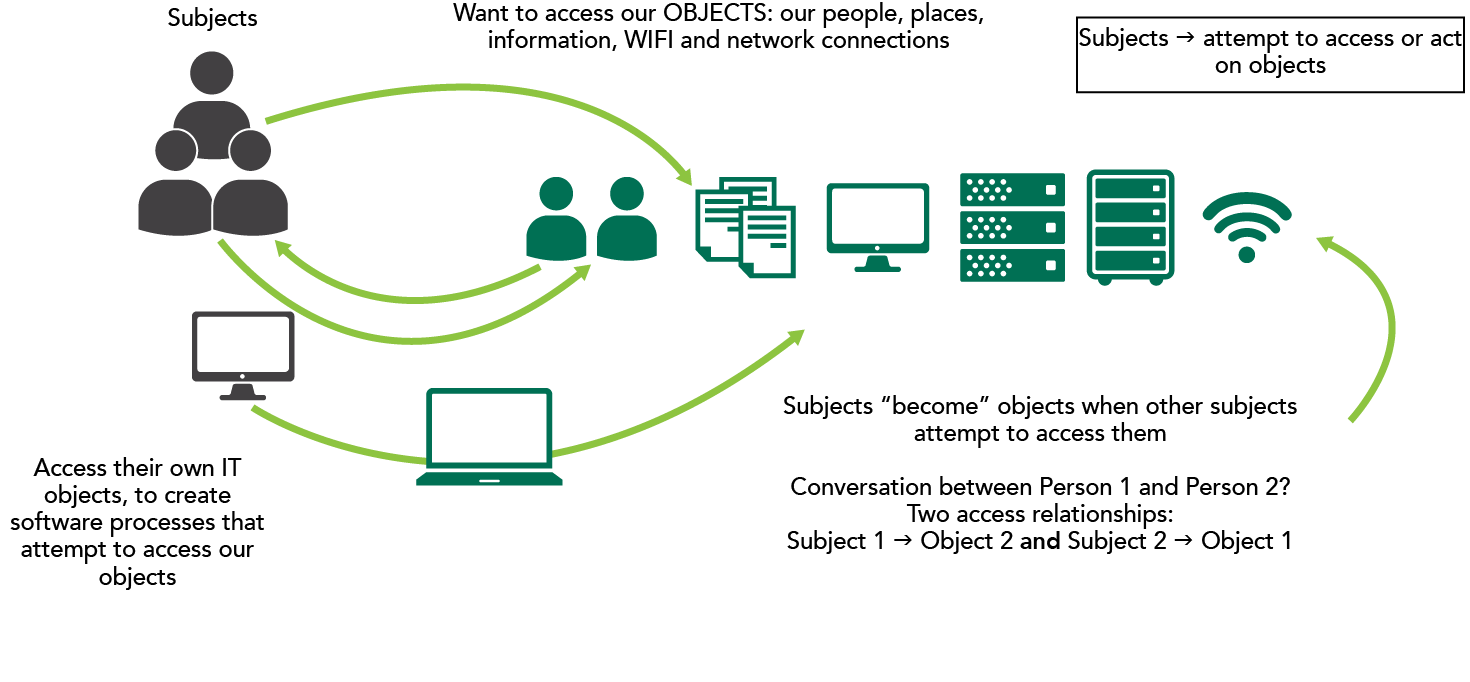 Subjects
Want to access our OBJECTS: our people, places,
information, WIFI and network connections
Subjects → attempt to access or act
on objects
Access their own IT
objects, to create
software processes that
attempt to access our
objects
Subjects “become” objects when other subjects
attempt to access them
Conversation between Person 1 and Person 2?
Two access relationships:
Subject 1 → Object 2 and Subject 2 → Object 1